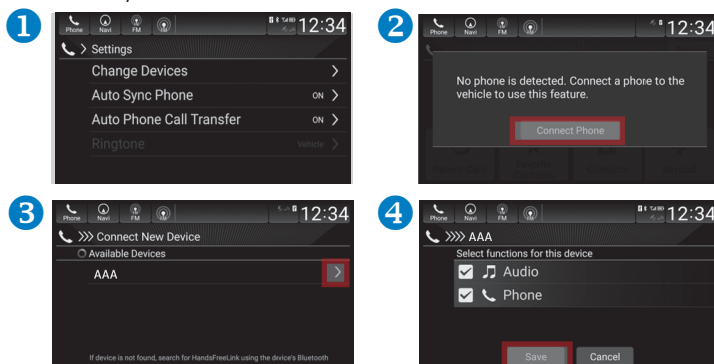 1
Phone Navi FM
12:34
> Settings
Change Devices >
Auto Sync Phone ON >
Auto Phone Call Transfer ON >
Ringtone Vehicle >
2
Phone Navi FM
12:34
No phone is detected. Connect a phone to the
vehicle to use this feature.
Connect Phone
3
Phone Navi FM
12:34
>>> Connect New Device
Available Devices
AAA >
If device is not found, search for HandsFreeLink using the device's Bluetooth
4
Phone Navi FM
12:34
>>>> AAA
Select functions for this device
Audio
Phone
Save Cancel